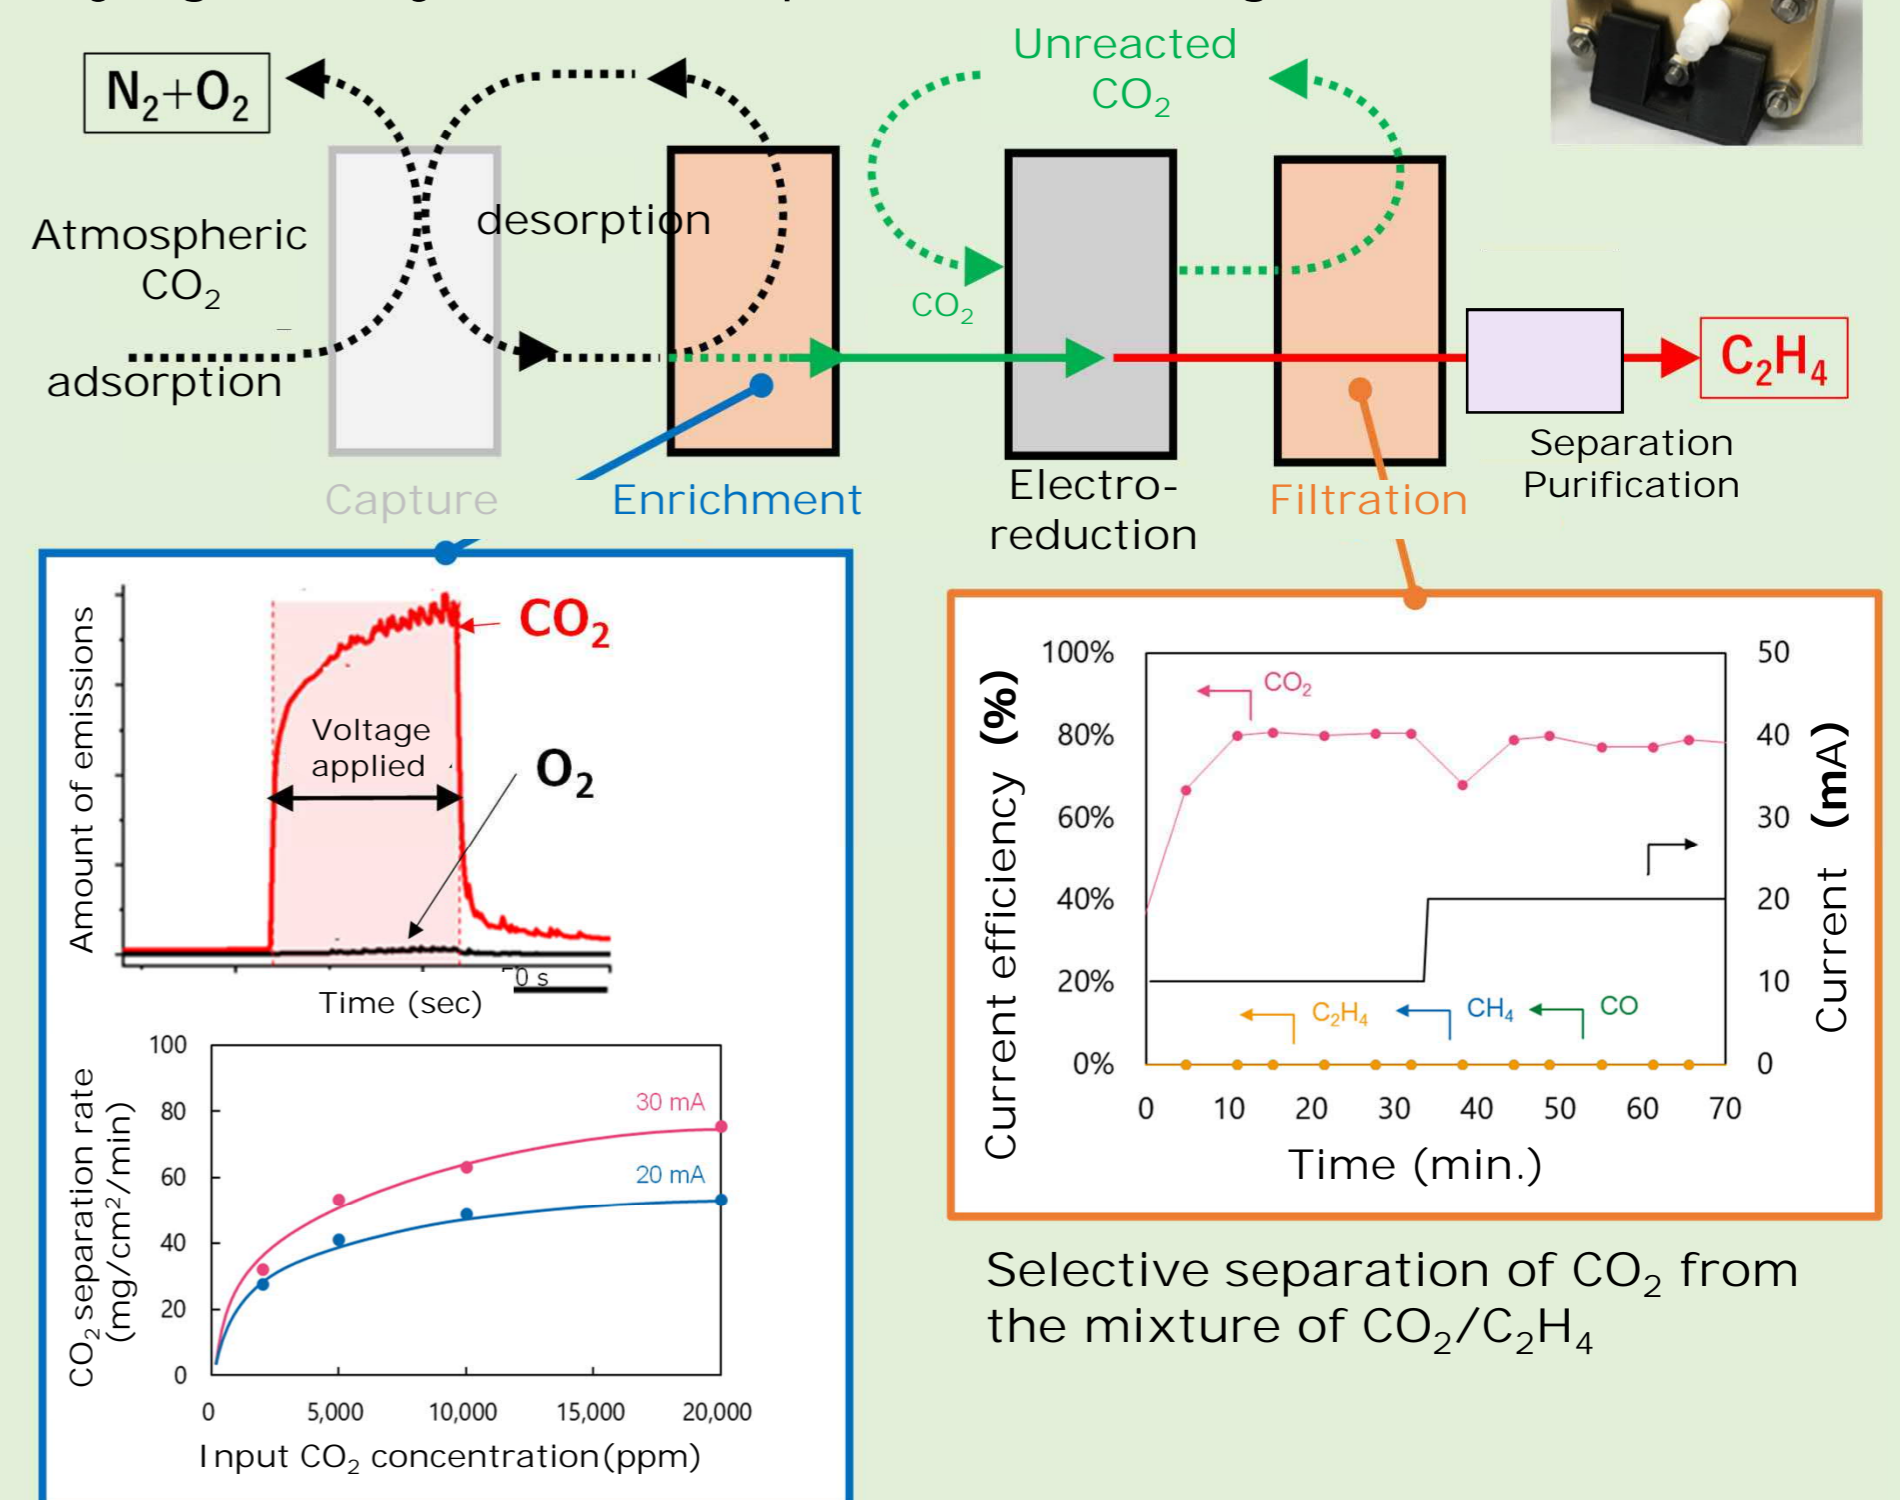 Unreacted
CO₂
N₂+O₂
Atmospheric
CO₂
desorption
adsorption
CO₂
C₂H₄
Separation
Purification
Capture
Enrichment
Electro-
reduction
Filtration
Amount of emissions
CO₂
Voltage
applied
O₂
0 s
Time (sec)
CO₂ separation rate
(mg/cm²/min)
100
80
60
40
20
0
30 mA
20 mA
0 5,000 10,000 15,000 20,000
Input CO₂ concentration(ppm)
Current efficiency (%)
100%
80%
60%
40%
20%
0%
CO₂
C₂H₄ CH₄ CO
50
40
30
20
10
0
Current (mA)
0 10 20 30 40 50 60 70
Time (min.)
Selective separation of CO₂ from
the mixture of CO₂/C₂H₄